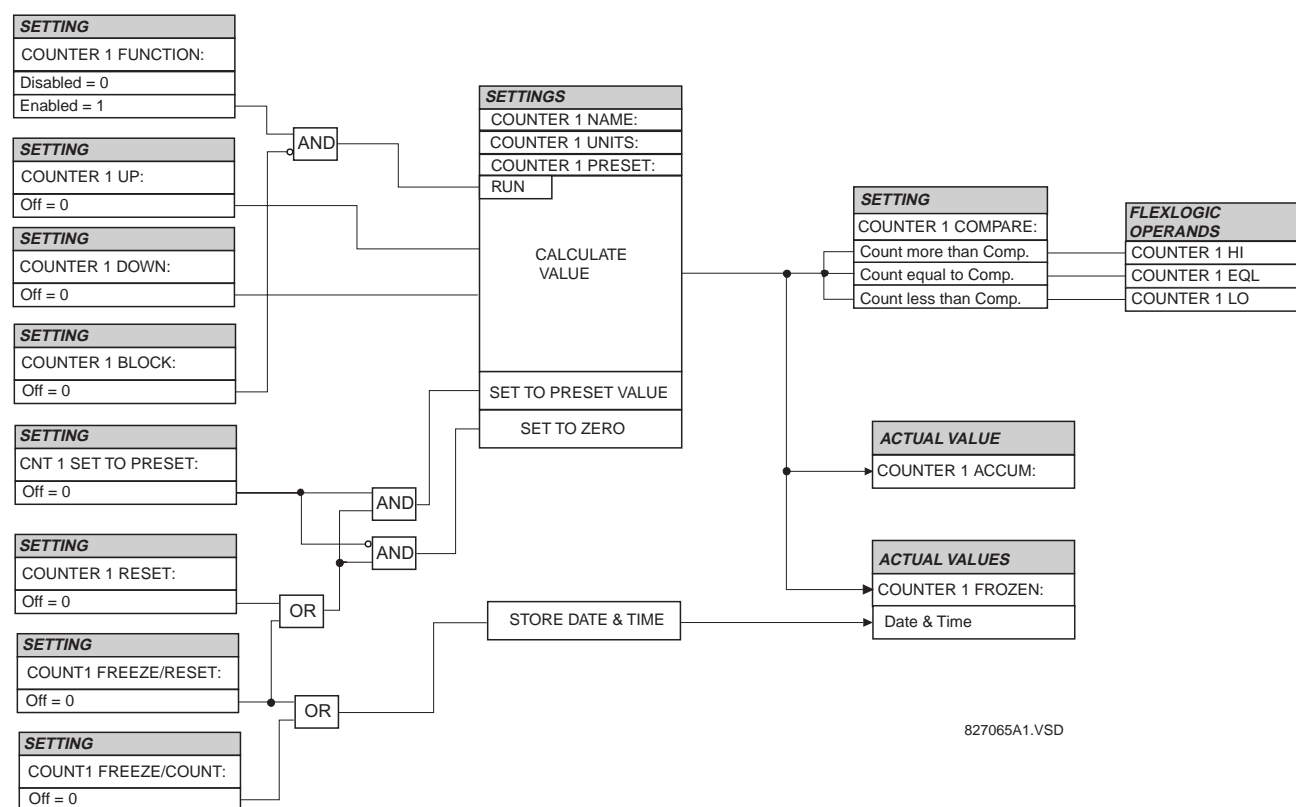 SETTING
COUNTER 1 FUNCTION:
Disabled = 0
Enabled = 1
SETTING
COUNTER 1 UP:
Off = 0
SETTING
COUNTER 1 DOWN:
Off = 0
SETTING
COUNTER 1 BLOCK:
Off = 0
SETTING
CNT 1 SET TO PRESET:
Off = 0
SETTING
COUNTER 1 RESET:
Off = 0
SETTING
COUNT1 FREEZE/RESET:
Off = 0
SETTING
COUNT1 FREEZE/COUNT:
Off = 0
AND
AND
AND
OR
OR
SETTINGS
COUNTER 1 NAME:
COUNTER 1 UNITS:
COUNTER 1 PRESET:
RUN
CALCULATE
VALUE
SET TO PRESET VALUE
SET TO ZERO
STORE DATE & TIME
SETTING
COUNTER 1 COMPARE:
Count more than Comp.
Count equal to Comp.
Count less than Comp.
FLEXLOGIC
OPERANDS
COUNTER 1 HI
COUNTER 1 EQL
COUNTER 1 LO
ACTUAL VALUE
COUNTER 1 ACCUM:
ACTUAL VALUES
COUNTER 1 FROZEN:
Date & Time
827065A1.VSD